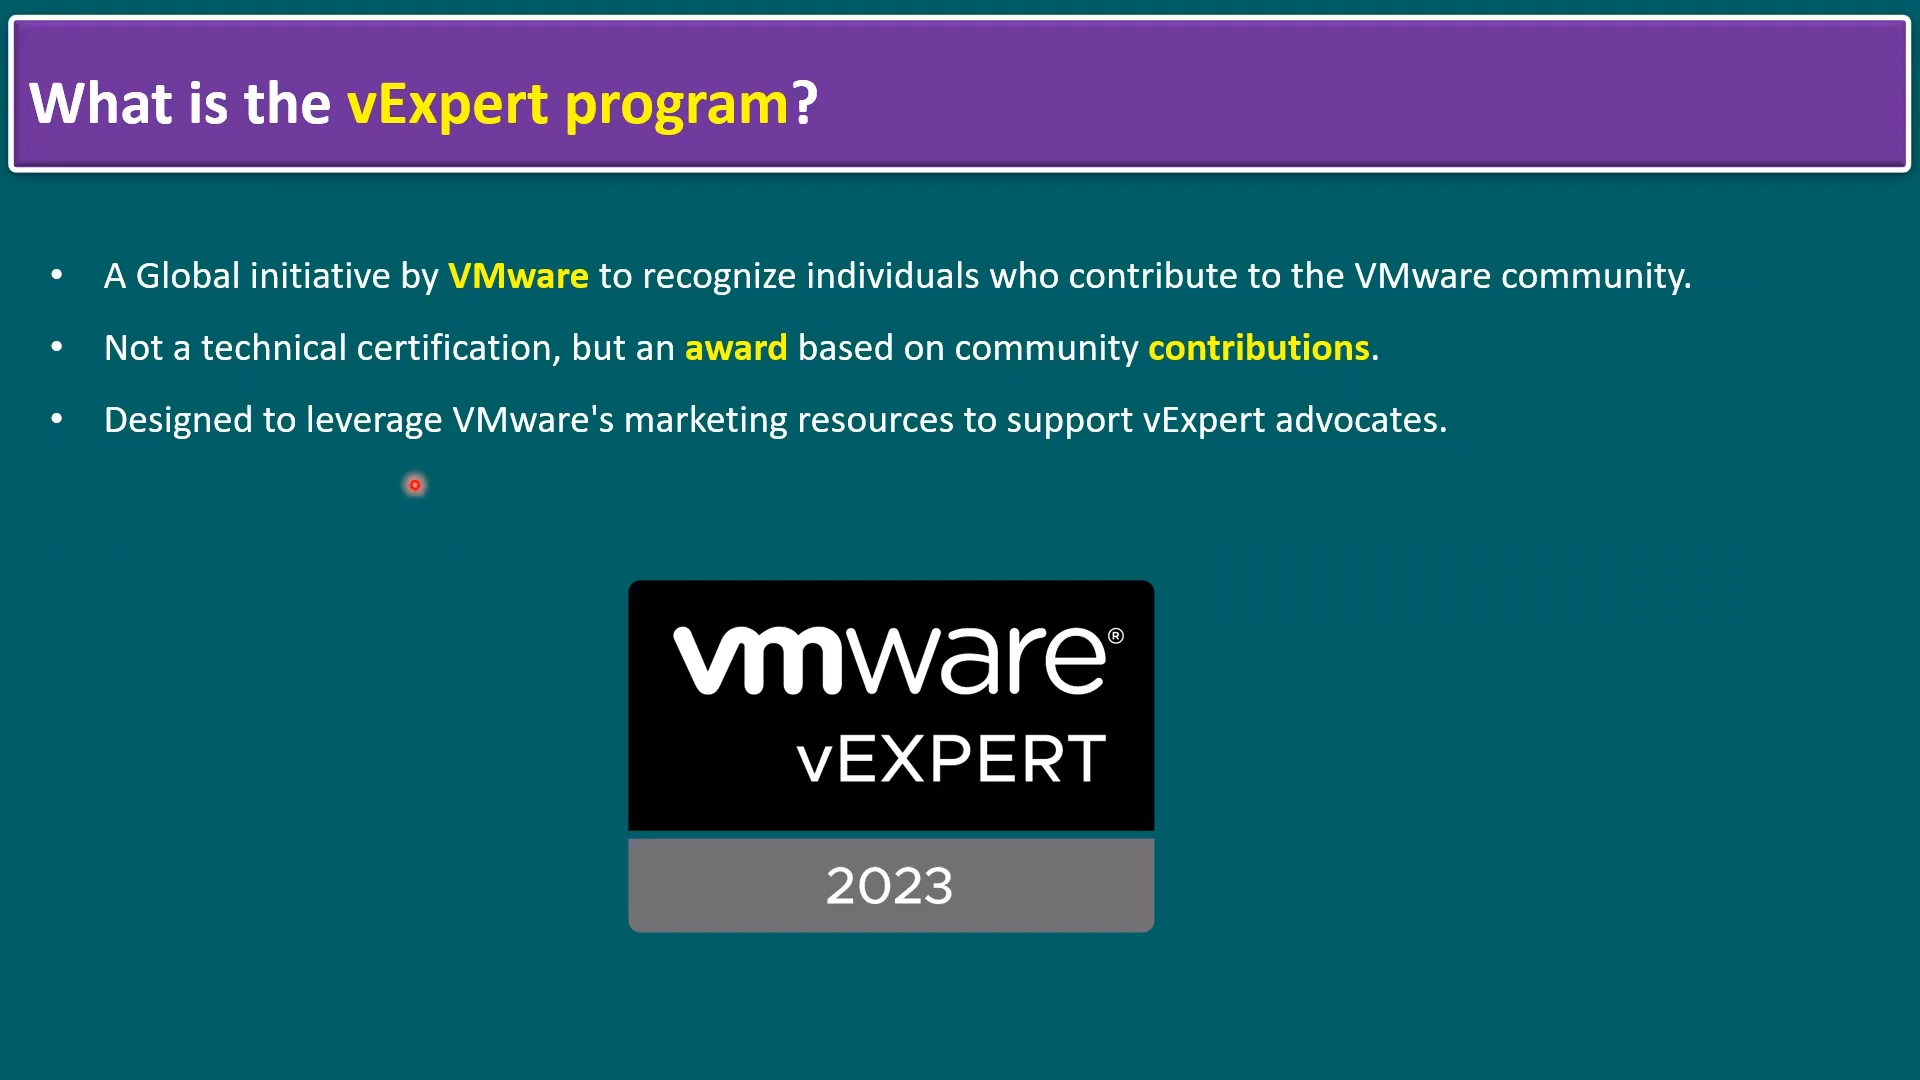 What is the vExpert program?
• A Global initiative by VMware to recognize individuals who contribute to the VMware community.
• Not a technical certification, but an award based on community contributions.
• Designed to leverage VMware's marketing resources to support vExpert advocates.
vmware®
vEXPERT
2023